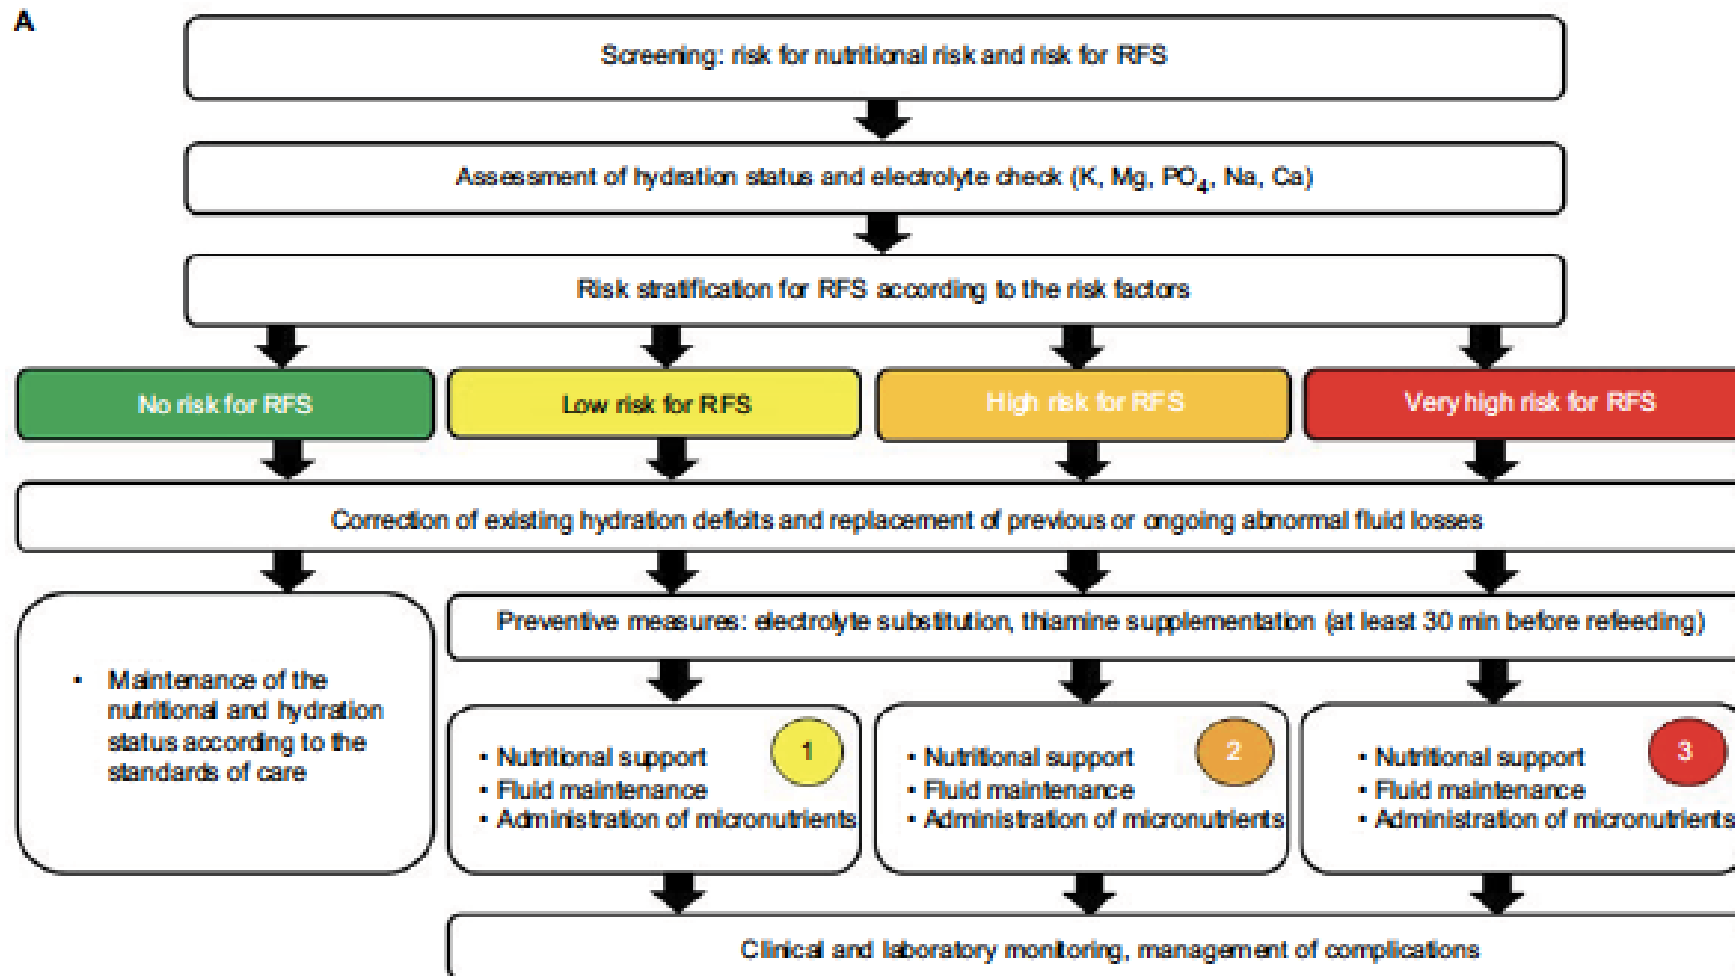 A
Screening: risk for nutritional risk and risk for RFS
Assessment of hydration status and electrolyte check (K, Mg, PO4, Na, Ca)
Risk stratification for RFS according to the risk factors
No risk for RFS
Low risk for RFS
High risk for RFS
Very high risk for RFS
Correction of existing hydration deficits and replacement of previous or ongoing abnormal fluid losses
Preventive measures: electrolyte substitution, thiamine supplementation (at least 30 min before refeeding)
• Maintenance of the
nutritional and hydration
status according to the
standards of care
1
• Nutritional support
• Fluid maintenance
• Administration of micronutrients
2
• Nutritional support
• Fluid maintenance
• Administration of micronutrients
3
• Nutritional support
• Fluid maintenance
• Administration of micronutrients
Clinical and laboratory monitoring, management of complications